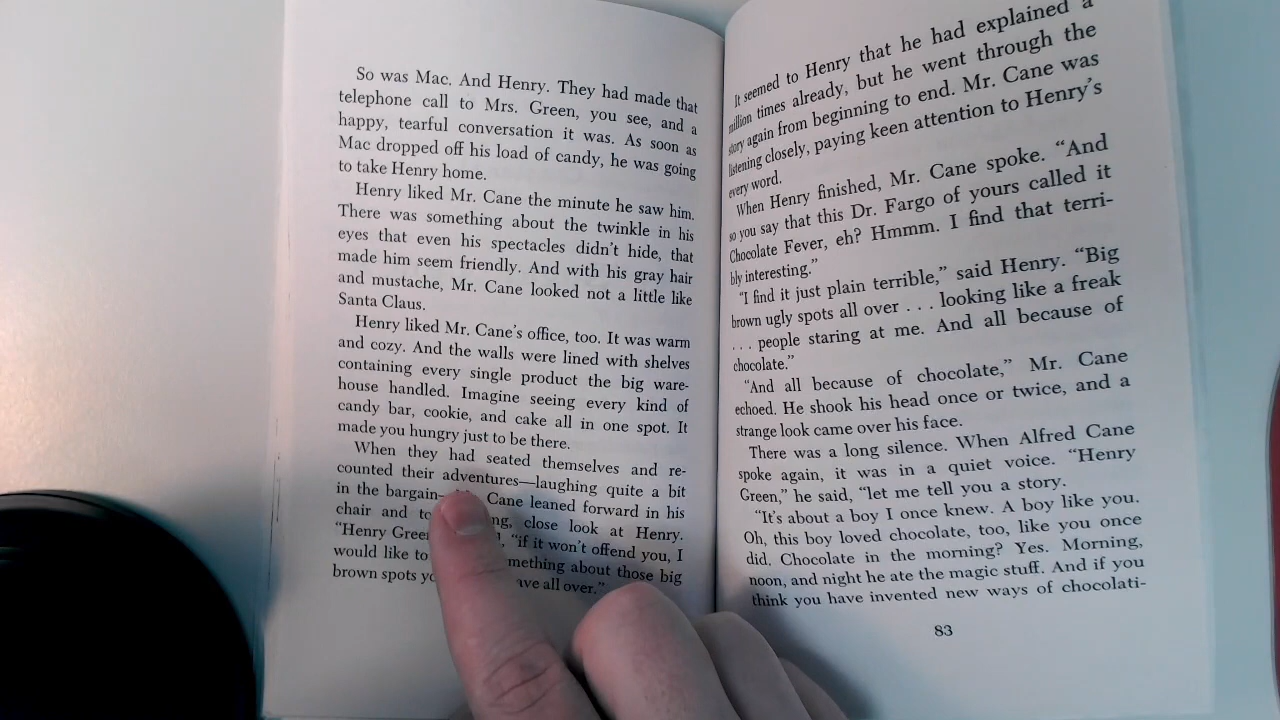 So was Mac. And Henry. They had made that
telephone call to Mrs. Green, you see, and a
happy, tearful conversation it was. As soon as
Mac dropped off his load of candy, he was going
to take Henry home.
Henry liked Mr. Cane the minute he saw him.
There was something about the twinkle in his
eyes that even his spectacles didn't hide, that
made him seem friendly. And with his gray hair
and mustache, Mr. Cane looked not a little like
Santa Claus.
Henry liked Mr. Cane's office, too. It was warm
and cozy. And the walls were lined with shelves
containing every single product the big ware-
house handled. Imagine seeing every kind of
candy bar, cookie, and cake all in one spot. It
made you hungry just to be there.
When they had seated themselves and re-
counted their adventures—laughing quite a bit
in the bargain— Cane leaned forward in his
chair and close look at Henry.
"Henry "if it won't offend you, I
would like to about those big
brown spots all over."
It seemed to Henry that he had explained a
million times already, but he went through the
story again from beginning to end. Mr. Cane was
listening closely, paying keen attention to Henry's
every word.
When Henry finished, Mr. Cane spoke. "And
so you say that this Dr. Fargo of yours called it
Chocolate Fever, eh? Hmmm. I find that terri-
bly interesting."
"I find it just plain terrible," said Henry. "Big
brown ugly spots all over . . . looking like a freak
. . . people staring at me. And all because of
chocolate."
"And all because of chocolate," Mr. Cane
echoed. He shook his head once or twice, and a
strange look came over his face.
There was a long silence. When Alfred Cane
spoke again, it was in a quiet voice. "Henry
Green," he said, "let me tell you a story.
"It's about a boy I once knew. A boy like you.
Oh, this boy loved chocolate, too, like you once
did. Chocolate in the morning? Yes. Morning,
noon, and night he ate the magic stuff. And if you
think you have invented new ways of chocolati-
83